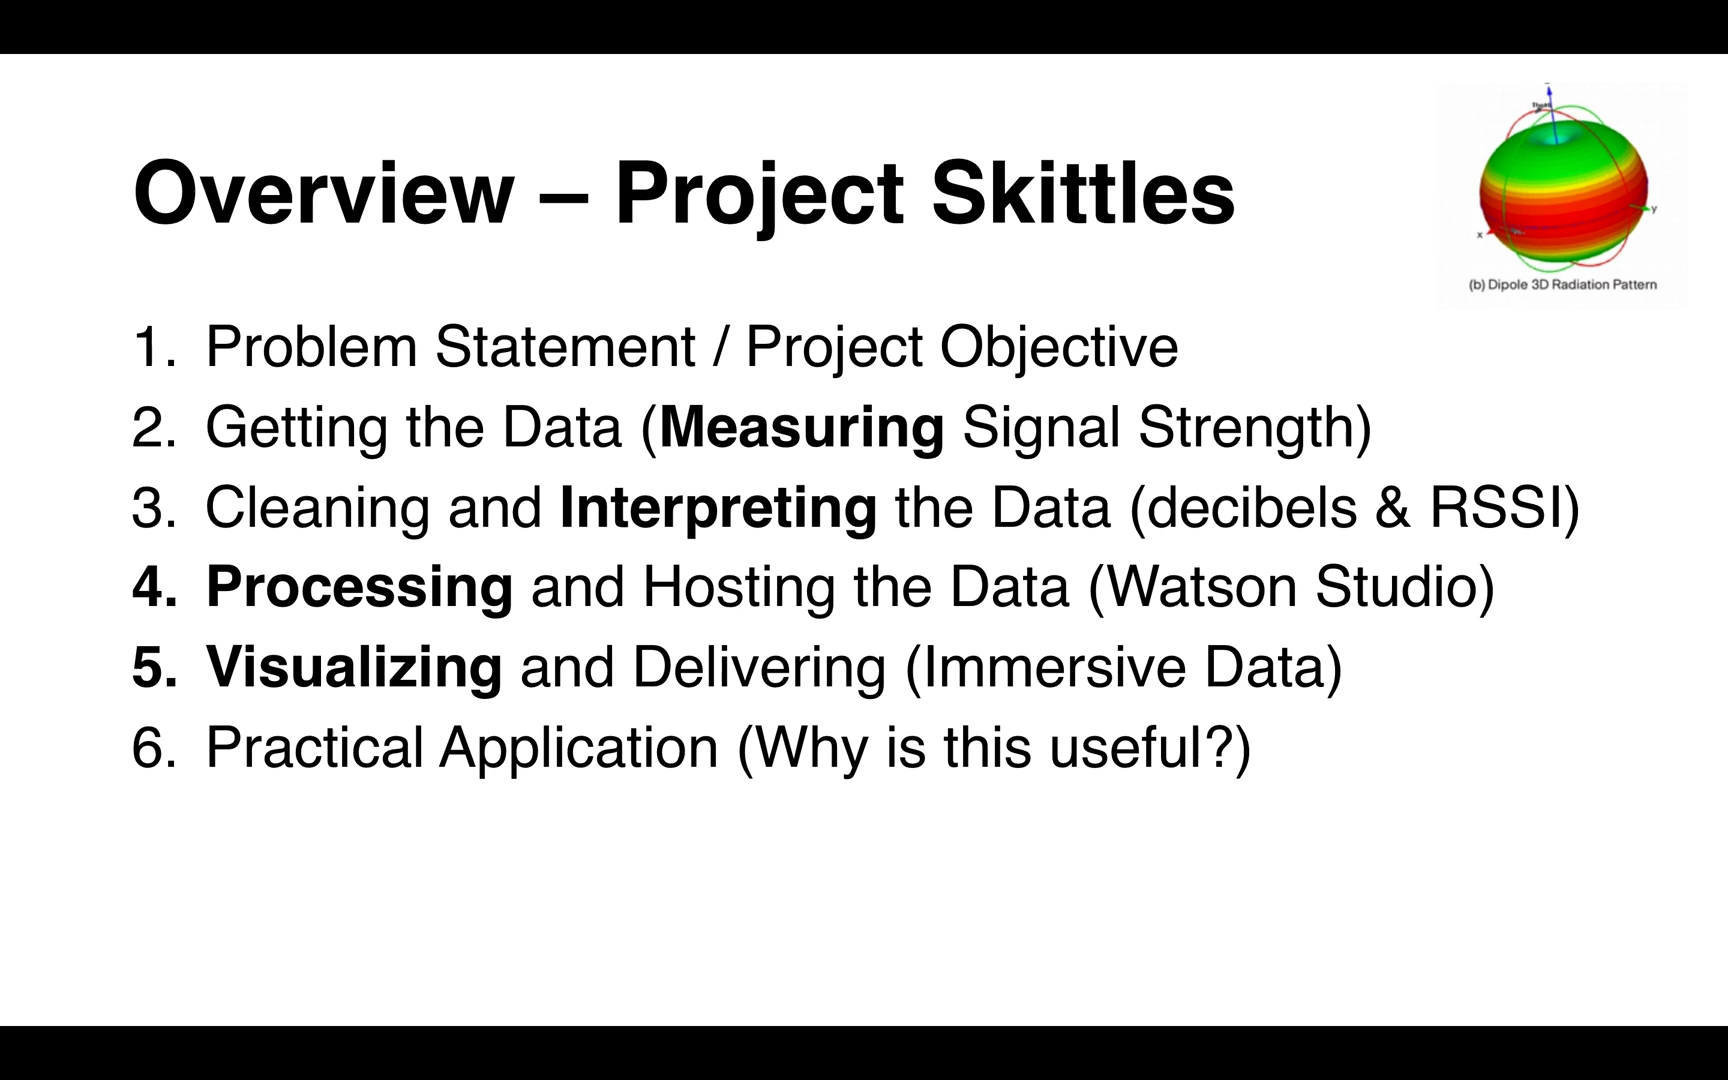 Overview – Project Skittles
y
x
(b) Dipole 3D Radiation Pattern
1. Problem Statement / Project Objective
2. Getting the Data (Measuring Signal Strength)
3. Cleaning and Interpreting the Data (decibels & RSSI)
4. Processing and Hosting the Data (Watson Studio)
5. Visualizing and Delivering (Immersive Data)
6. Practical Application (Why is this useful?)